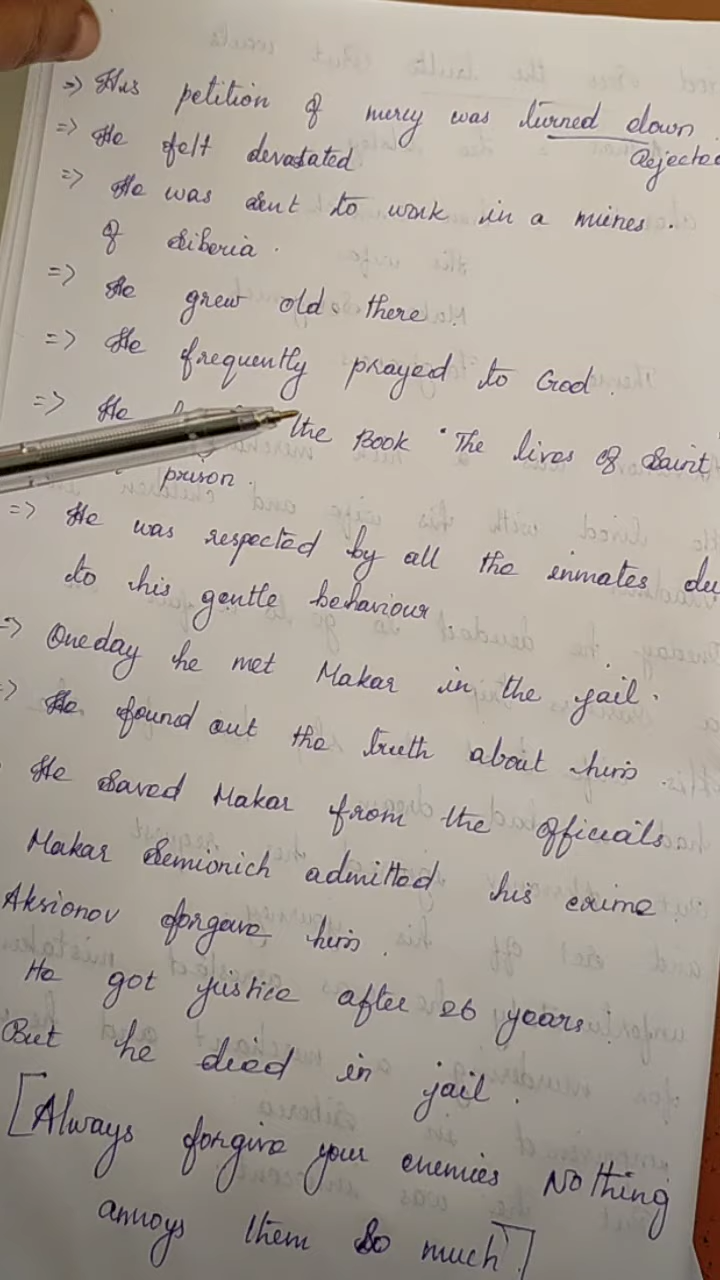 => His petition of mercy was turned down.
Rejected
=> He felt devastated
=> He was sent to work in a mines.
of Siberia.
=> He grew old there.
=> He frequently prayed to God.
=> He the Book "The lives of Saint"
prison.
=> He was respected by all the inmates du
to his gentle behaviour
=> Oneday he met Makar in the jail.
=> He found out the truth about him.
He saved Makar from the officials.
Makar Semionich admitted his crime.
Aksionov forgave him.
He got justice after 26 years.
But he died in jail.
[Always forgive your enemies Nothing
annoys them so much]